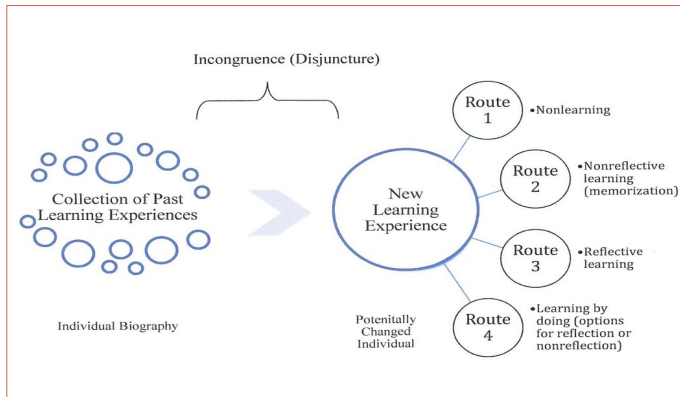 Incongruence (Disjuncture)
Collection of Past
Learning Experiences
Individual Biography
New
Learning
Experience
Potenitally
Changed
Individual
Route
1
•Nonlearning
Route
2
•Nonreflective
learning
(memorization)
Route
3
•Reflective
learning
Route
4
•Learning by
doing (options
for reflection or
nonreflection)